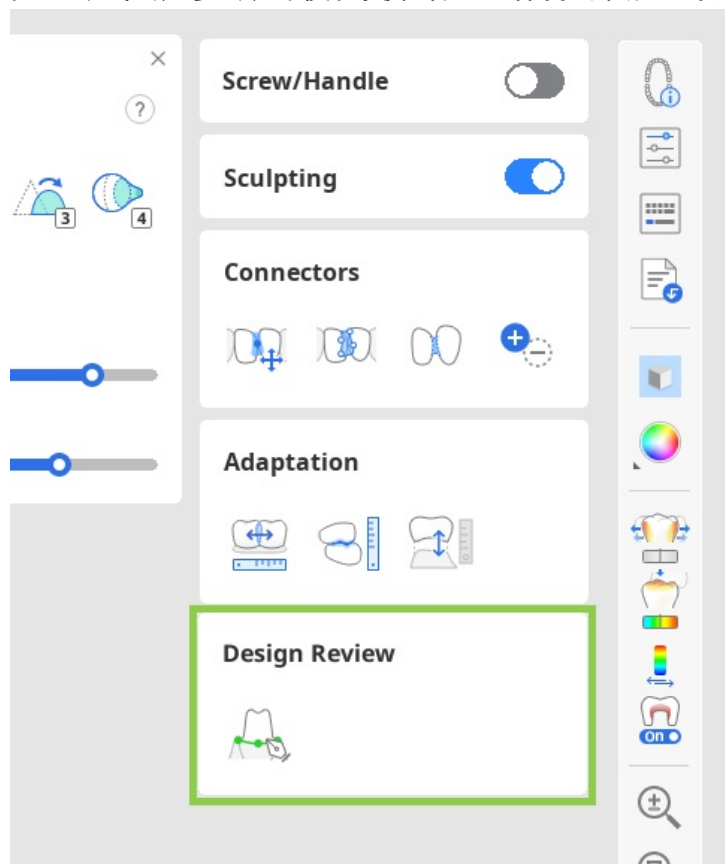 Screw/Handle
?
Sculpting
3
4
Connectors
Adaptation
Design Review
On